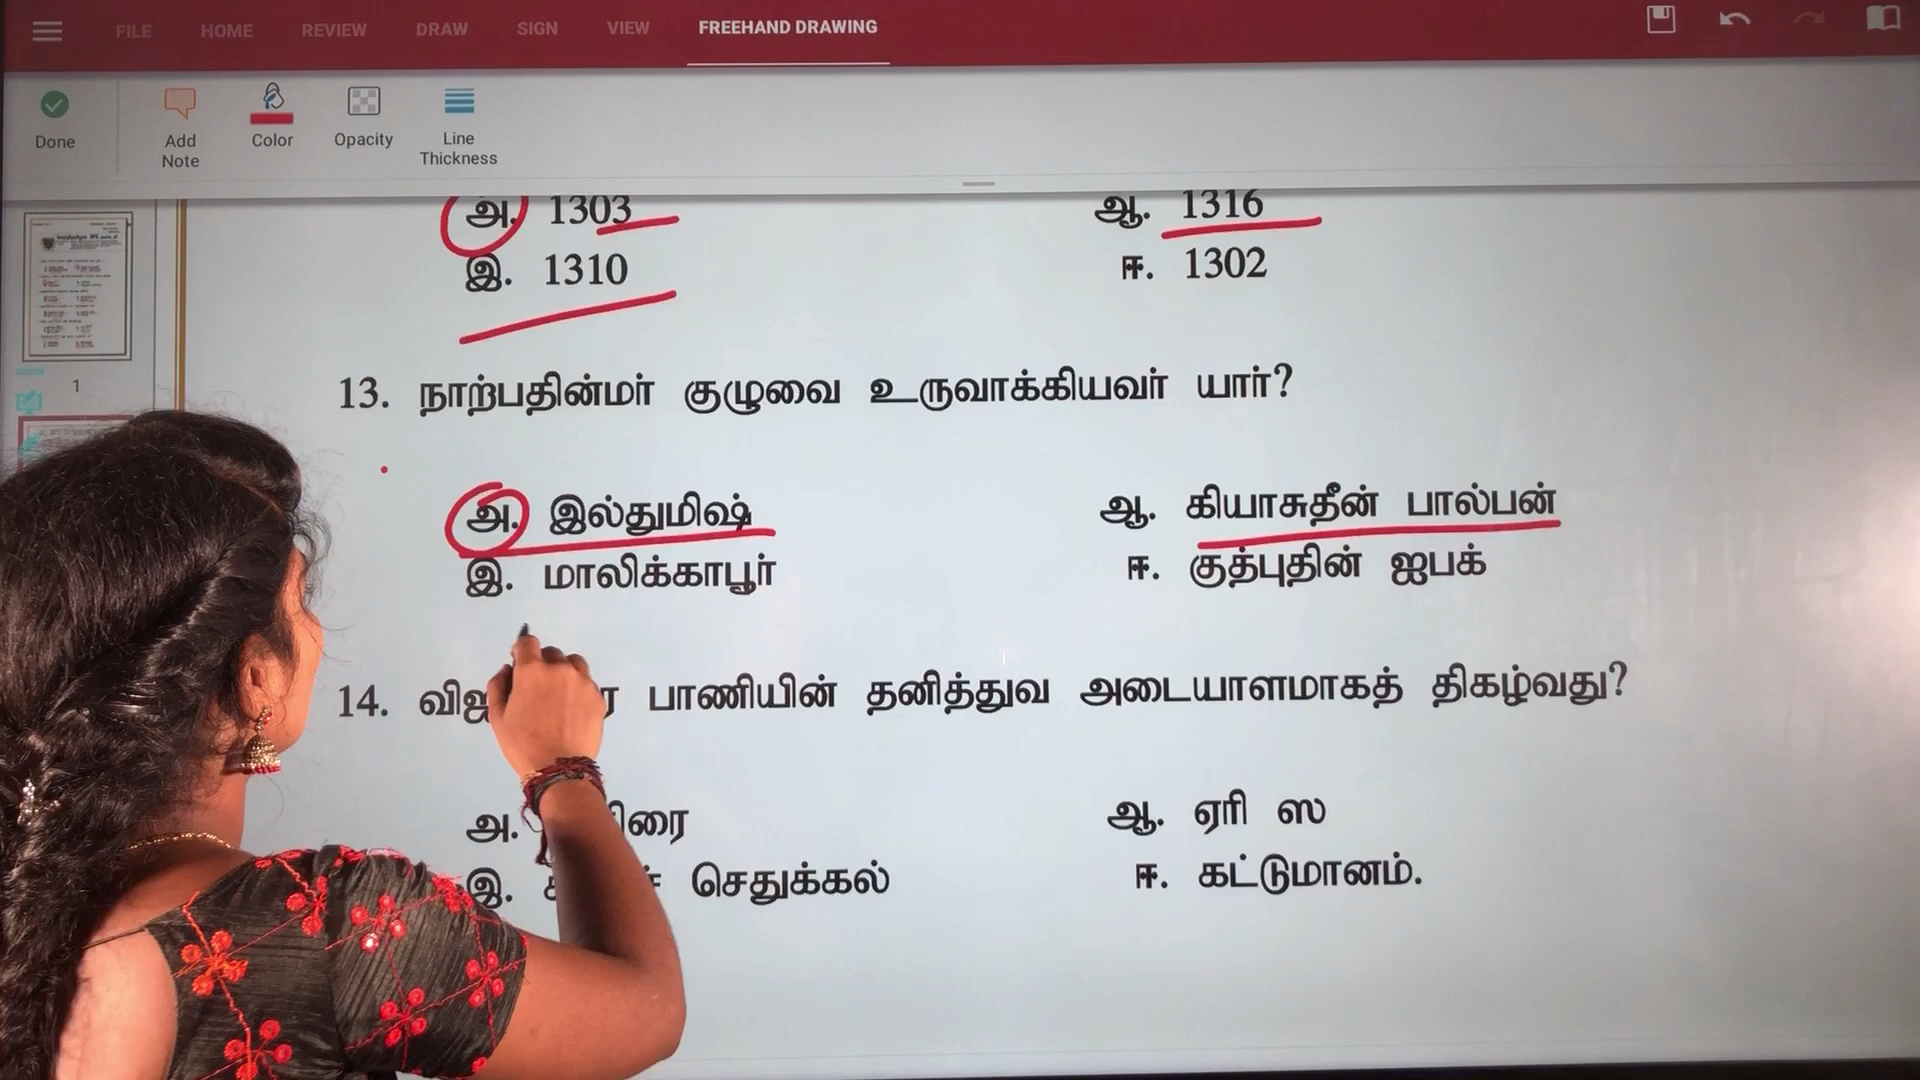 FILE HOME REVIEW DRAW SIGN VIEW FREEHAND DRAWING
Done Add Note Color Opacity Line Thickness
அ. 1303 ஆ. 1316
இ. 1310 ஈ. 1302
1
13. நாற்பதின்மர் குழுவை உருவாக்கியவர் யார்?
அ. இல்துமிஷ் ஆ. கியாசுதீன் பால்பன்
இ. மாலிக்காபூர் ஈ. குத்புதின் ஐபக்
14. பாணியின் தனித்துவ அடையாளமாகத் திகழ்வது?
அ. ஆ. ஏரி ஸ
இ. செதுக்கல் ஈ. கட்டுமானம்.